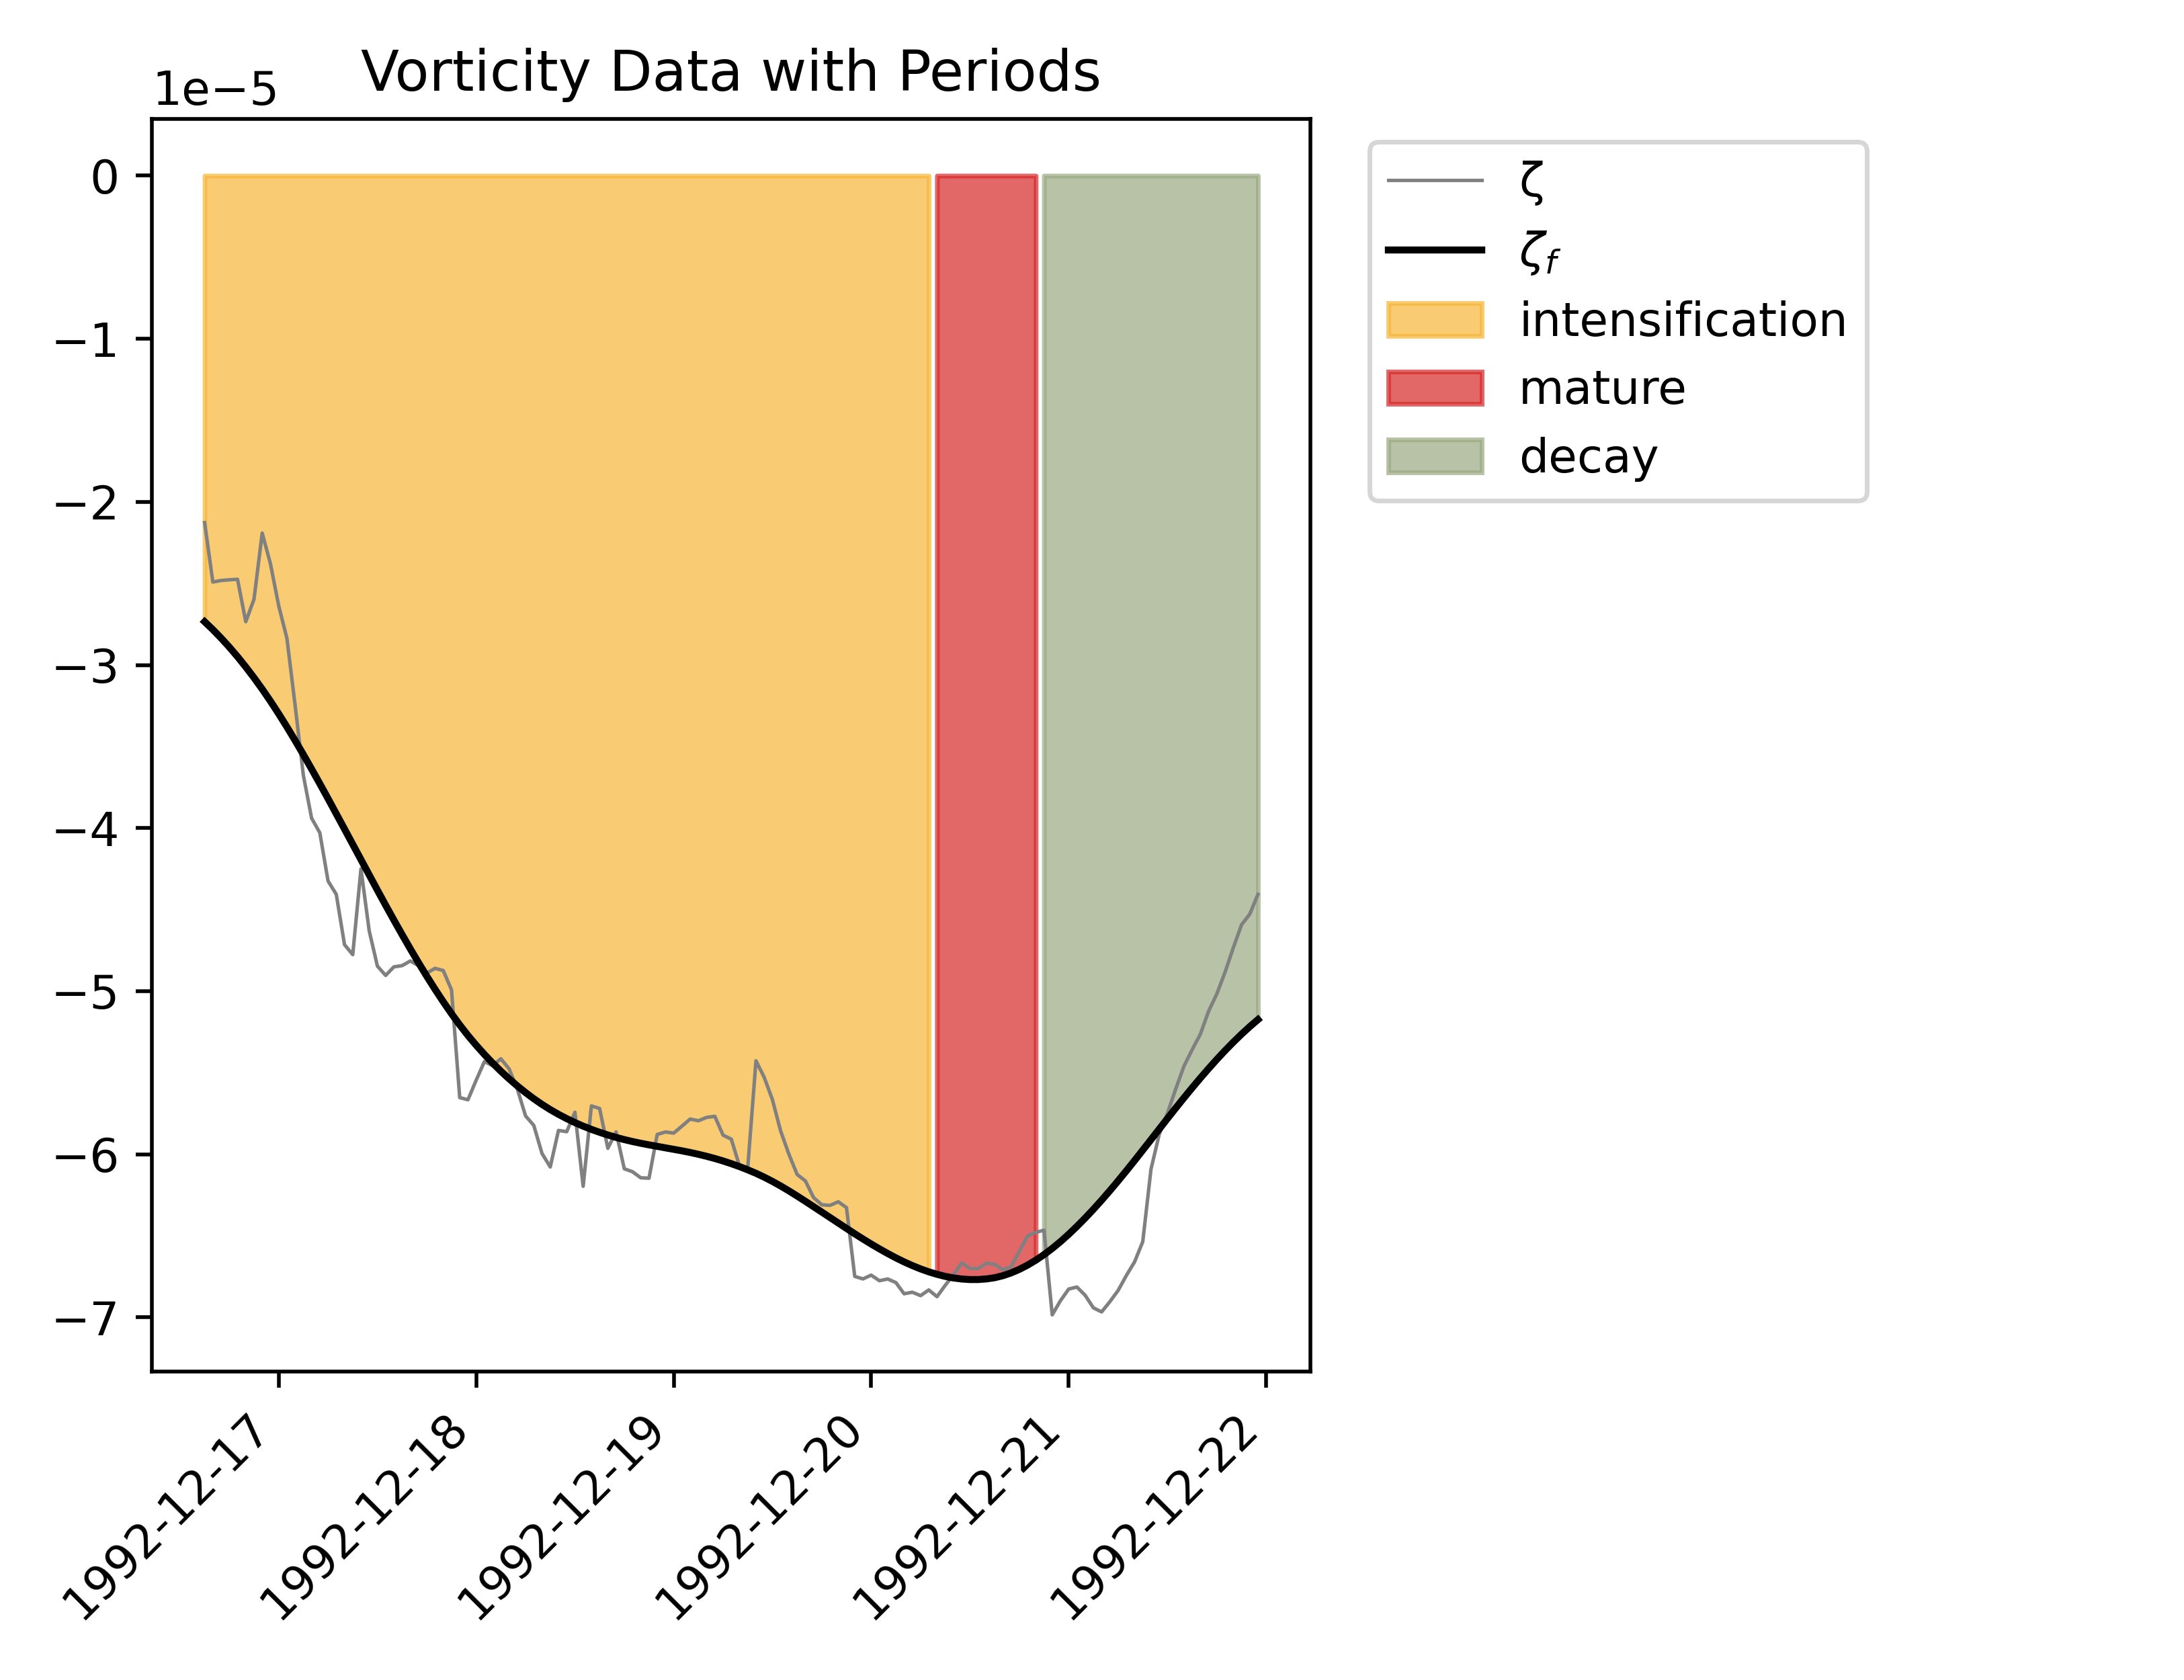 Vorticity Data with Periods
1e−5
0
−1
−2
−3
−4
−5
−6
−7
1992-12-17
1992-12-18
1992-12-19
1992-12-20
1992-12-21
1992-12-22
ζ
ζf
intensification
mature
decay